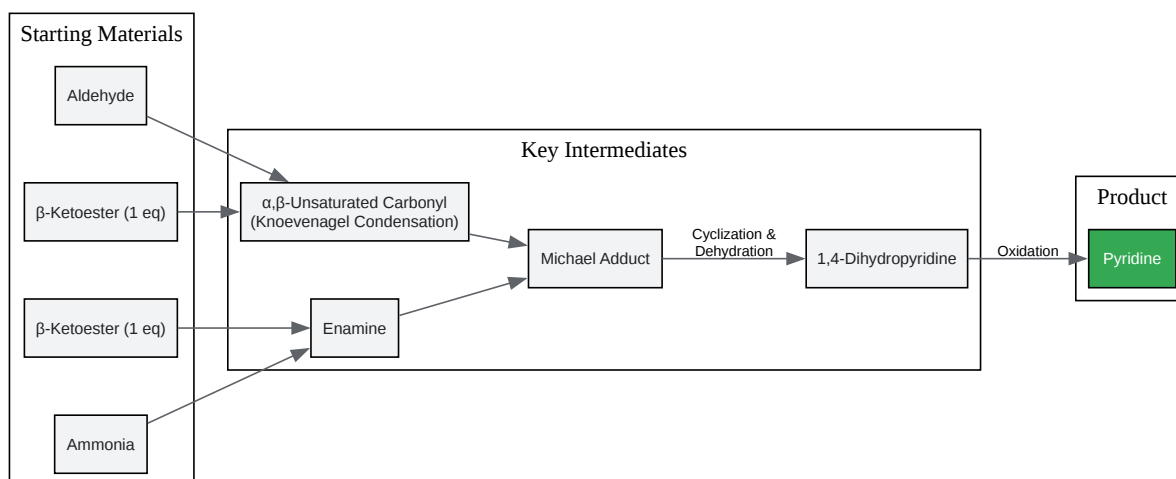 Starting Materials
Aldehyde
β-Ketoester (1 eq)
β-Ketoester (1 eq)
Ammonia
Key Intermediates
α,β-Unsaturated Carbonyl
(Knoevenagel Condensation)
Enamine
Michael Adduct
Cyclization &
Dehydration
1,4-Dihydropyridine
Oxidation
Product
Pyridine